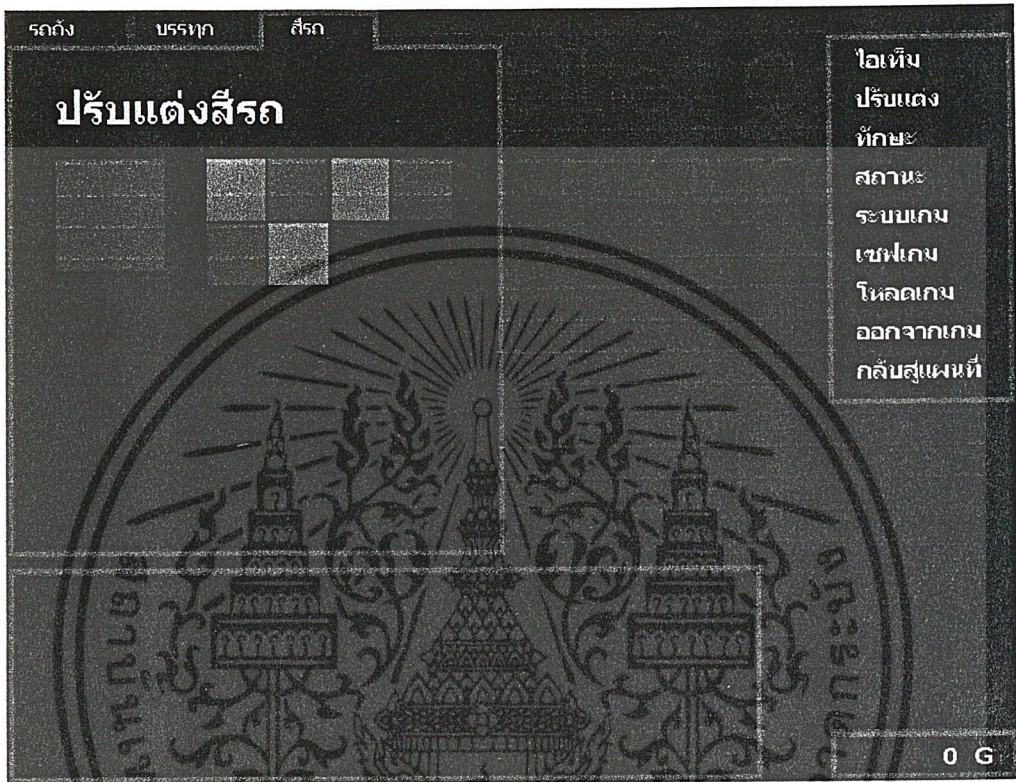 รถถัง บรรทุก สีรถ
ปรับแต่งสีรถ
ไอเท็ม
ปรับแต่ง
ทักษะ
สถานะ
ระบบเกม
เซฟเกม
โหลดเกม
ออกจากเกม
กลับสู่แผนที่
0 G